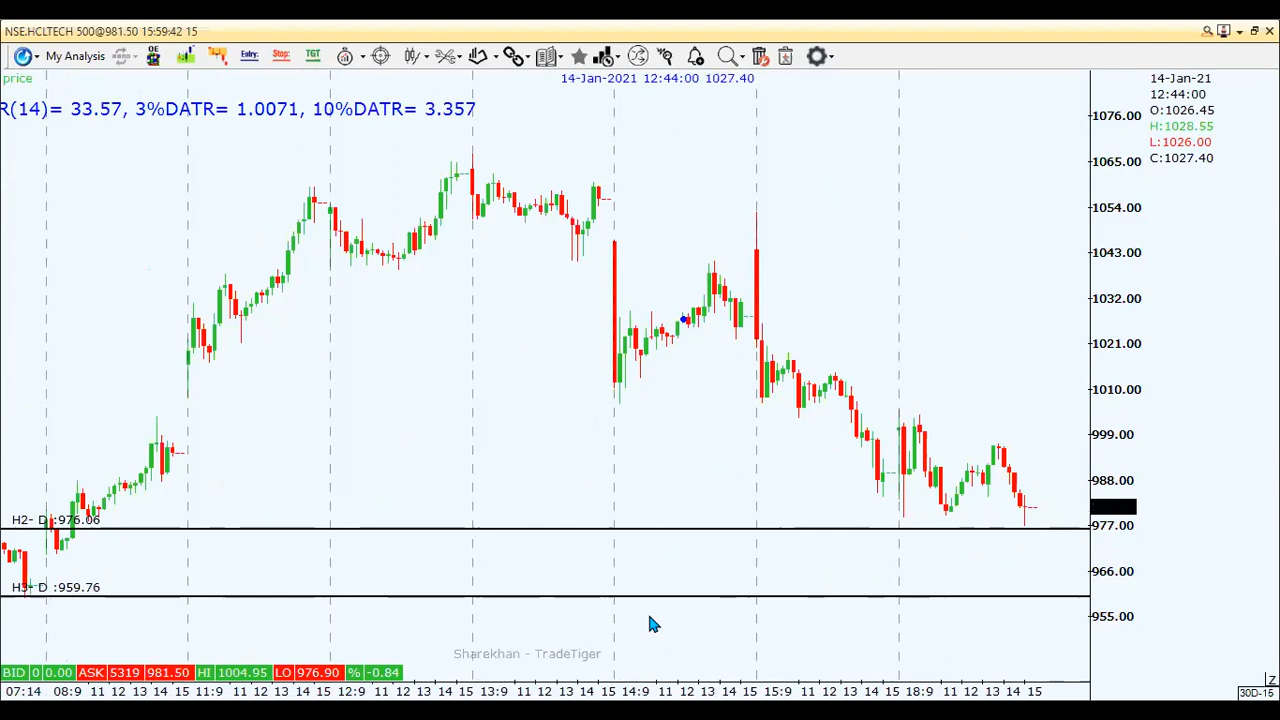 NSE.HCLTECH 500@981.50 15:59:42 15
My Analysis
OE
Entry:
Stop:
TGT
price
14-Jan-2021 12:44:00 1027.40
14-Jan-21
12:44:00
O:1026.45
H:1028.55
L:1026.00
C:1027.40
R(14)= 33.57, 3%DATR= 1.0071, 10%DATR= 3.357
1076.00
1065.00
1054.00
1043.00
1032.00
1021.00
1010.00
999.00
988.00
977.00
966.00
955.00
H2- D :976.06
H3- D :959.76
Sharekhan - TradeTiger
BID 0 0.00 ASK 5319 981.50 HI 1004.95 LO 976.90 % -0.84
07:14 08:9 11 12 13 14 15 11:9 11 12 13 14 15 12:9 11 12 13 14 15 13:9 11 12 13 14 15 14:9 11 12 13 14 15 15:9 11 12 13 14 15 18:9 11 12 13 14 15
Z
30D-15